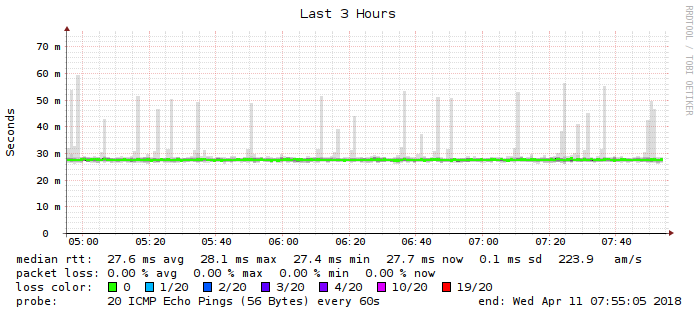 Last 3 Hours
RRDTOOL / TOBI OETIKER
Seconds
70 m
60 m
50 m
40 m
30 m
20 m
10 m
0
05:00 05:20 05:40 06:00 06:20 06:40 07:00 07:20 07:40
median rtt: 27.6 ms avg 28.1 ms max 27.4 ms min 27.7 ms now 0.1 ms sd 223.9 am/s
packet loss: 0.00 % avg 0.00 % max 0.00 % min 0.00 % now
loss color: 0 1/20 2/20 3/20 4/20 10/20 19/20
probe: 20 ICMP Echo Pings (56 Bytes) every 60s end: Wed Apr 11 07:55:05 2018